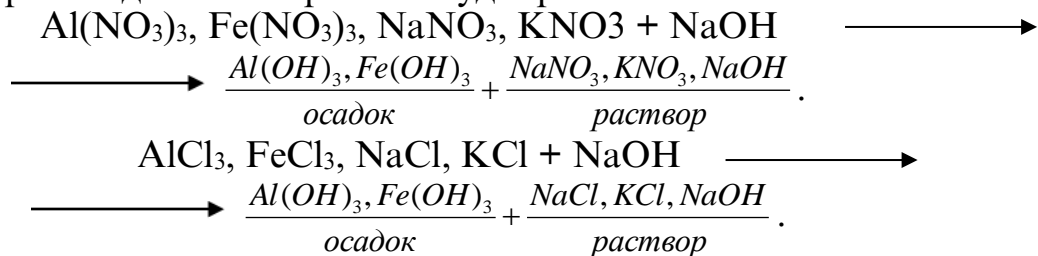 Al(NO₃)₃, Fe(NO₃)₃, NaNO₃, KNO3 + NaOH ⟶
⟶ Al(OH)₃, Fe(OH)₃ / осадок + NaNO₃, KNO₃, NaOH / раствор .
AlCl₃, FeCl₃, NaCl, KCl + NaOH ⟶
⟶ Al(OH)₃, Fe(OH)₃ / осадок + NaCl, KCl, NaOH / раствор .